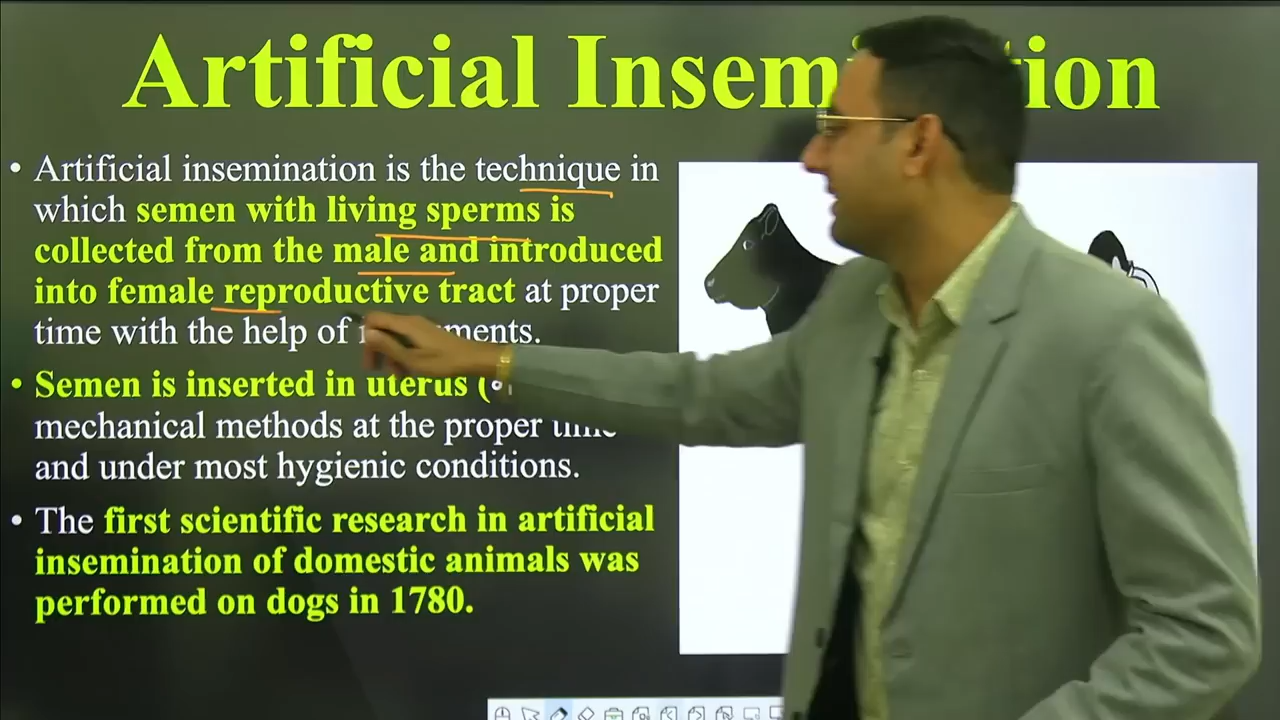 Artificial
• Artificial insemination is the technique in
which semen with living sperms is
collected from the male and introduced
into female reproductive tract at proper
time with the help of
• Semen is inserted in uterus (
mechanical methods at the proper time
and under most hygienic conditions.
• The first scientific research in artificial
insemination of domestic animals was
performed on dogs in 1780.